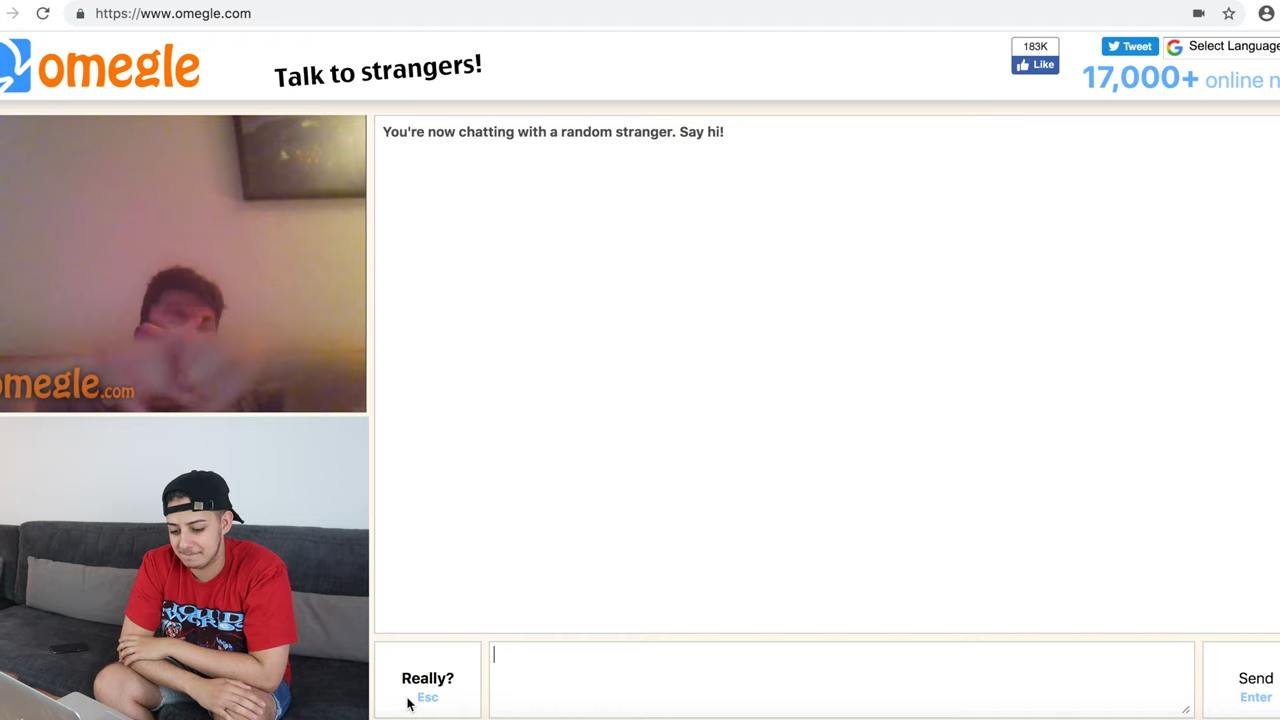 https://www.omegle.com
omegle
Talk to strangers!
183K
Like
Tweet
Select Language
17,000+ online n
You're now chatting with a random stranger. Say hi!
omegle.com
Really?
Esc
Send
Enter